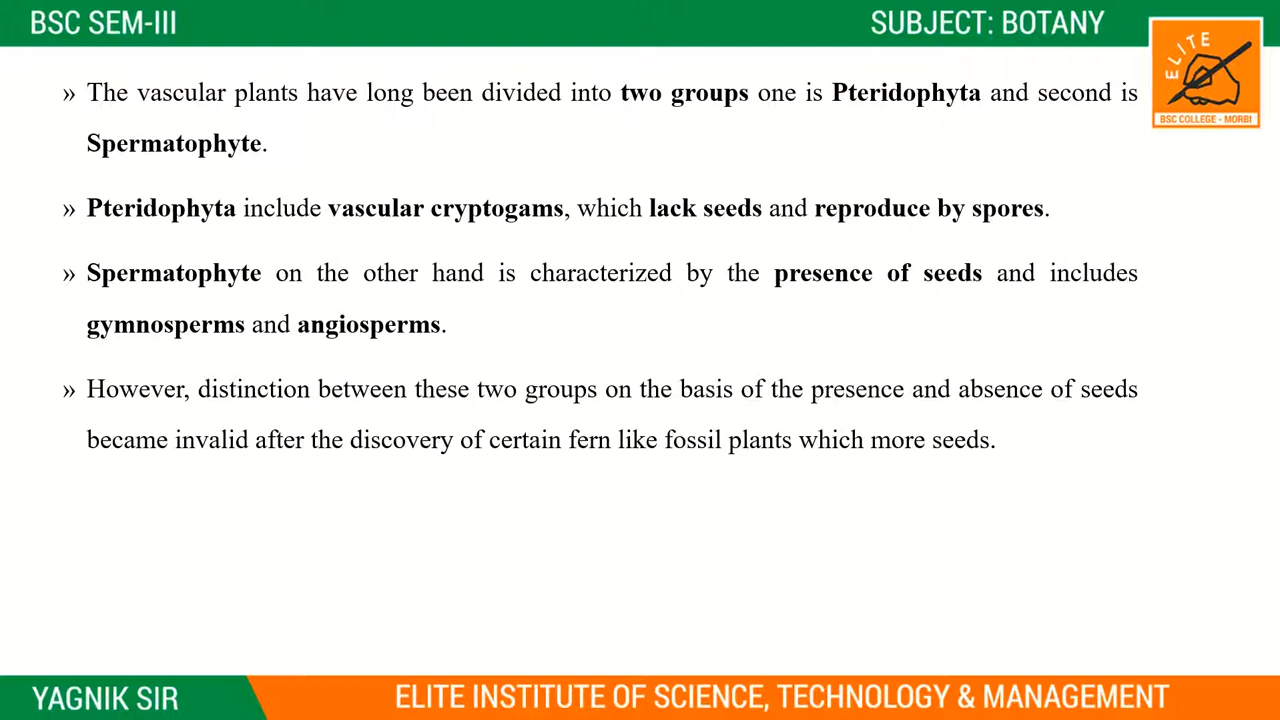 BSC SEM-III
SUBJECT: BOTANY
ELITE
BSC COLLEGE - MORBI
» The vascular plants have long been divided into two groups one is Pteridophyta and second is
Spermatophyte.
» Pteridophyta include vascular cryptogams, which lack seeds and reproduce by spores.
» Spermatophyte on the other hand is characterized by the presence of seeds and includes
gymnosperms and angiosperms.
» However, distinction between these two groups on the basis of the presence and absence of seeds
became invalid after the discovery of certain fern like fossil plants which more seeds.
YAGNIK SIR
ELITE INSTITUTE OF SCIENCE, TECHNOLOGY & MANAGEMENT